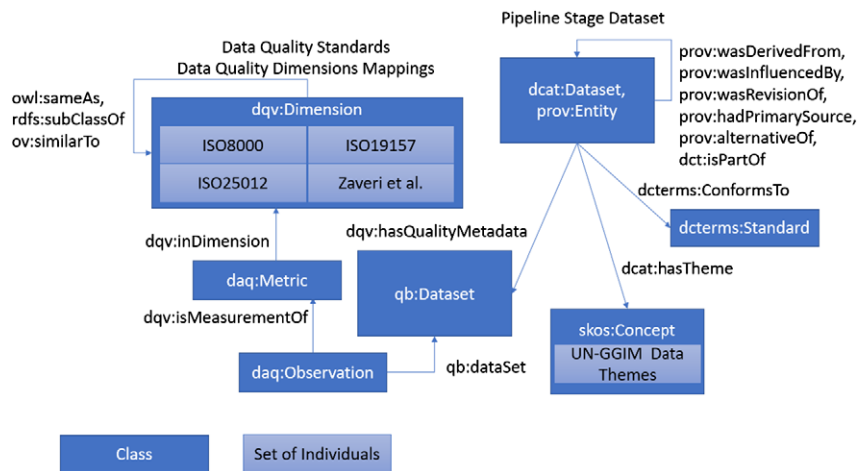 Pipeline Stage Dataset
Data Quality Standards
Data Quality Dimensions Mappings
owl:sameAs,
rdfs:subClassOf
ov:similarTo
dqv:Dimension
ISO8000
ISO19157
ISO25012
Zaveri et al.
dcat:Dataset,
prov:Entity
prov:wasDerivedFrom,
prov:wasInfluencedBy,
prov:wasRevisionOf,
prov:hadPrimarySource,
prov:alternativeOf,
dct:isPartOf
dcterms:ConformsTo
dcterms:Standard
dqv:inDimension
dqv:hasQualityMetadata
dcat:hasTheme
daq:Metric
qb:Dataset
dqv:isMeasurementOf
skos:Concept
UN-GGIM Data
Themes
daq:Observation
qb:dataSet
Class
Set of Individuals